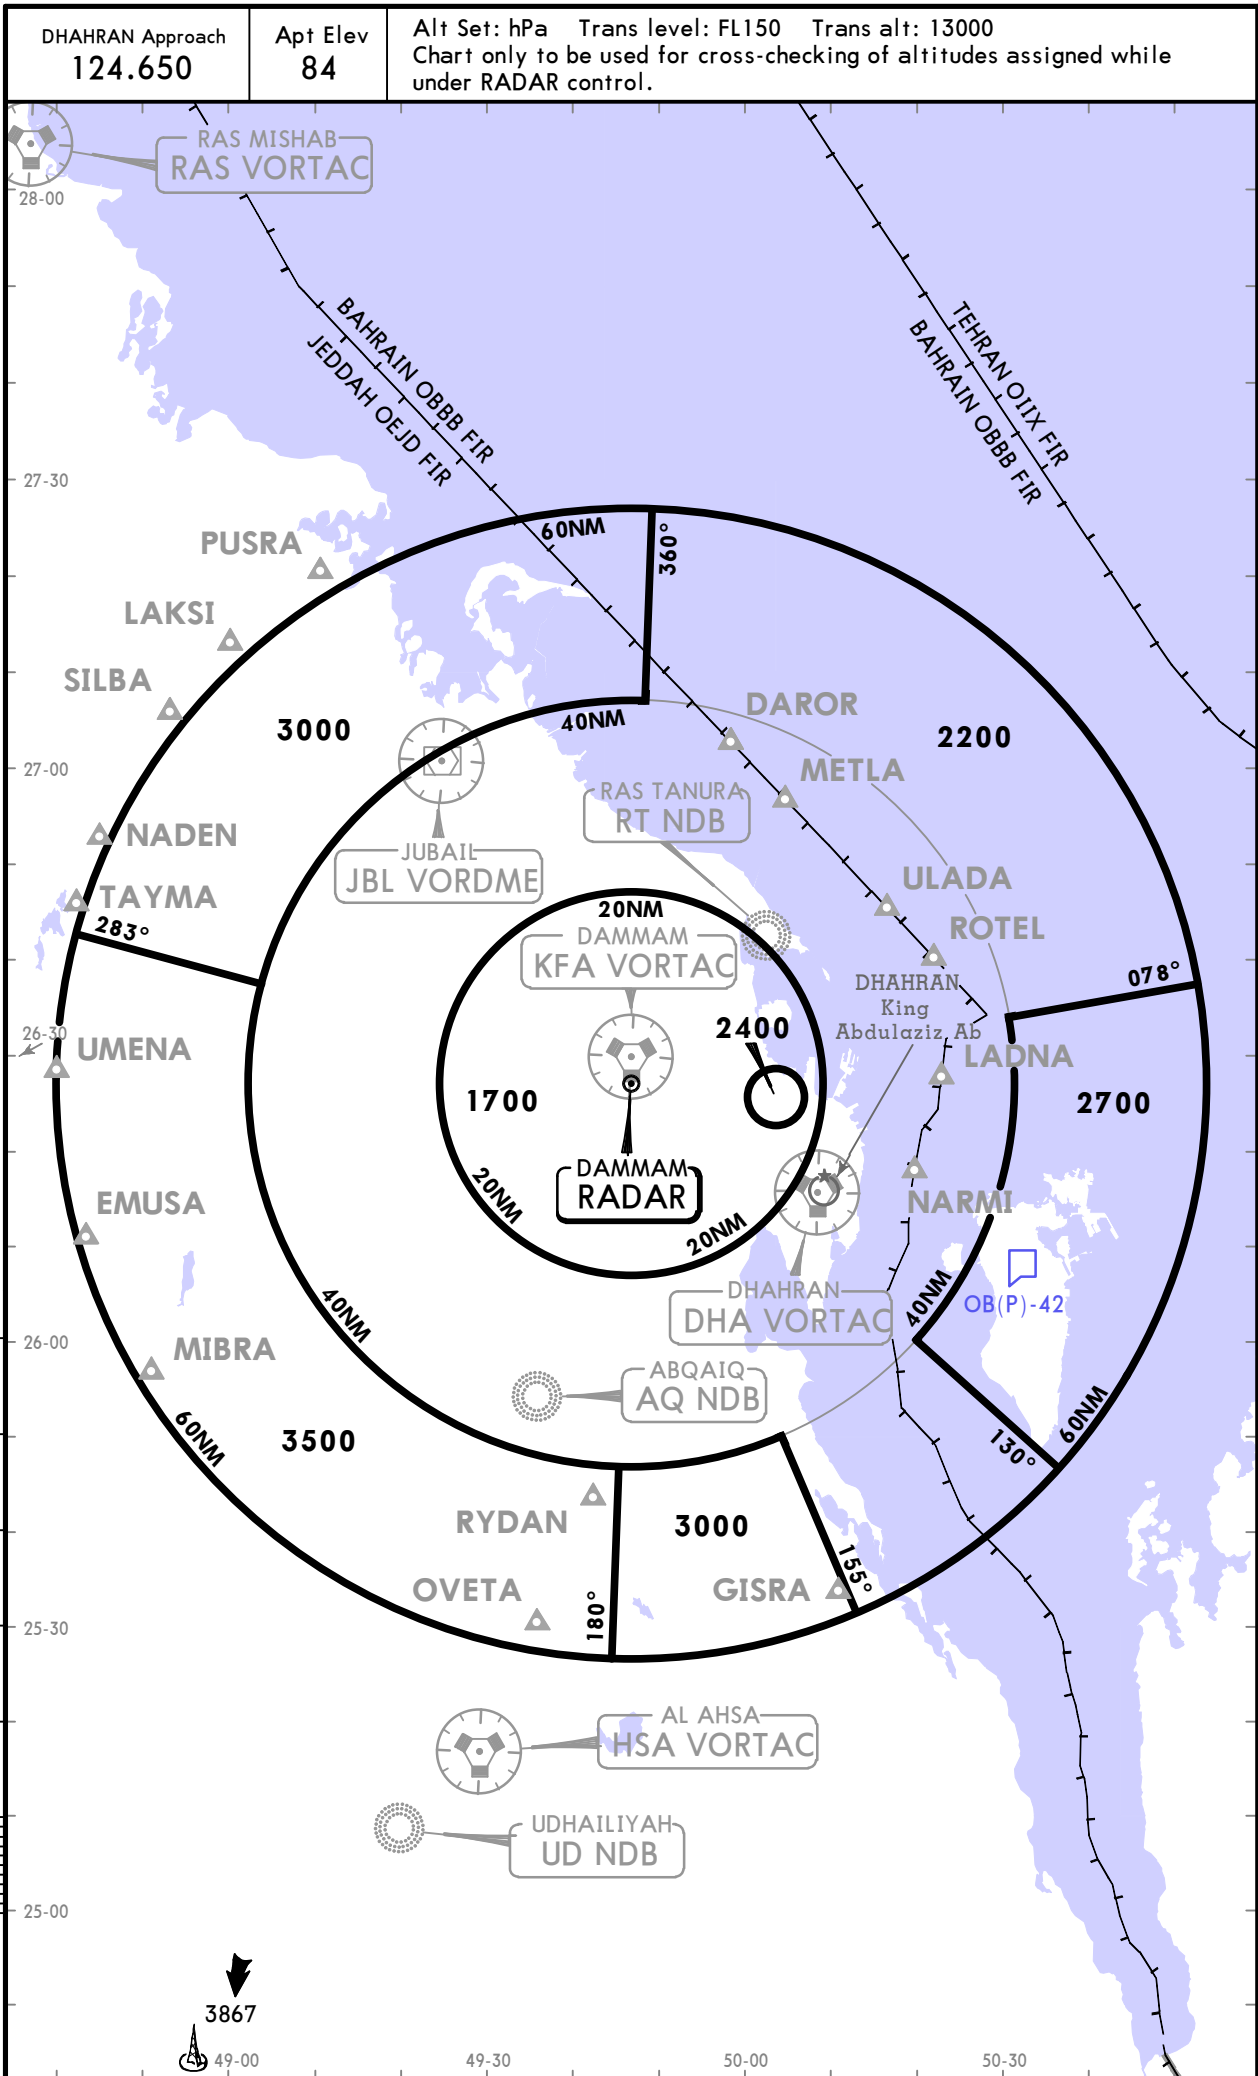 DHAHRAN Approach
124.650
Apt Elev
84
Alt Set: hPa Trans level: FL150 Trans alt: 13000
Chart only to be used for cross-checking of altitudes assigned while
under RADAR control.
RAS MISHAB
RAS VORTAC
28-00
BAHRAIN OBBB FIR
JEDDAH OEJD FIR
TEHRAN OIIX FIR
BAHRAIN OBBB FIR
27-30
60NM
360°
PUSRA
LAKSI
SILBA
3000
40NM
DAROR
2200
27-00
METLA
RAS TANURA
RT NDB
NADEN
JUBAIL
JBL VORDME
TAYMA
ULADA
283°
20NM
ROTEL
DAMMAM
KFA VORTAC
078°
DHAHRAN
King
Abdulaziz Ab
26-30
UMENA
2400
LADNA
1700
2700
DAMMAM
RADAR
20NM
20NM
EMUSA
NARMI
DHAHRAN
DHA VORTAC
40NM
40NM
OB(P)-42
26-00
MIBRA
ABQAIQ
AQ NDB
60NM
3500
60NM
130°
RYDAN
3000
155°
OVETA
180°
GISRA
25-30
AL AHSA
HSA VORTAC
UDHAILIYAH
UD NDB
25-00
3867
49-00
49-30
50-00
50-30